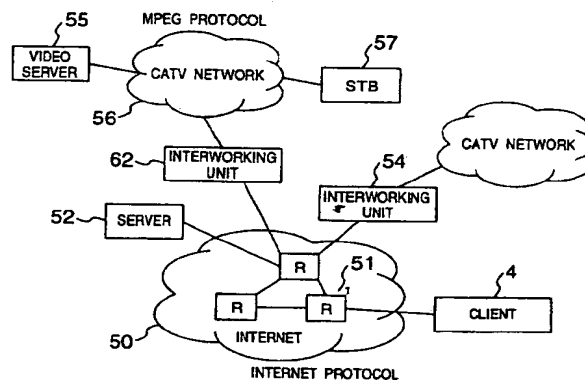 MPEG PROTOCOL
55
VIDEO
SERVER
CATV NETWORK
56
57
STB
62
INTERWORKING
UNIT
CATV NETWORK
54
INTERWORKING
UNIT
52
SERVER
R
51
R
R
4
CLIENT
50
INTERNET
INTERNET PROTOCOL